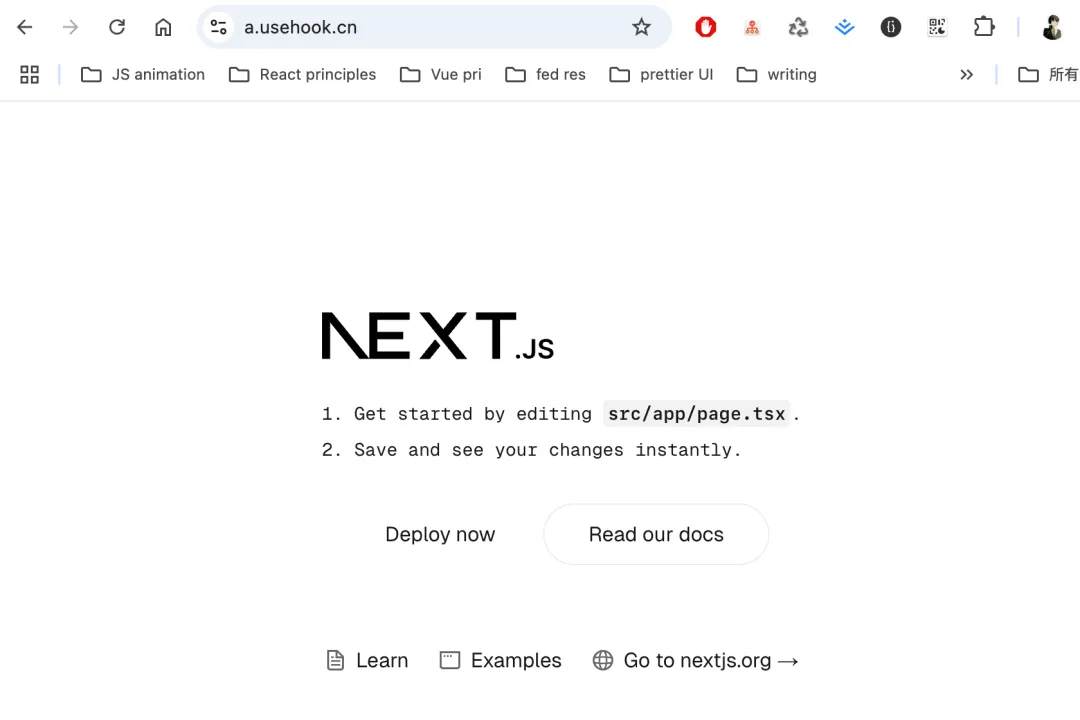 a.usehook.cn
JS animation React principles Vue pri fed res prettier UI writing 所有
NEXT.JS
1. Get started by editing src/app/page.tsx.
2. Save and see your changes instantly.
Deploy now Read our docs
Learn Examples Go to nextjs.org →